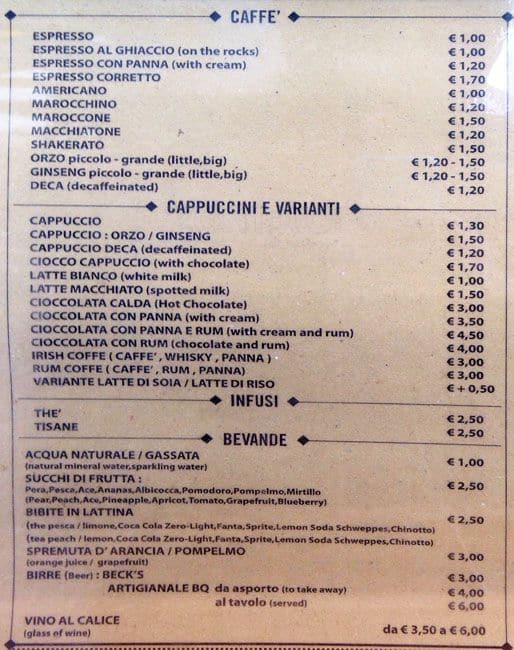 CAFFE'
ESPRESSO € 1,00
ESPRESSO AL GHIACCIO (on the rocks) € 1,00
ESPRESSO CON PANNA (with cream) € 1,20
ESPRESSO CORRETTO € 1,70
AMERICANO € 1,00
MAROCCHINO € 1,20
MAROCCONE € 1,50
MACCHIATONE € 1,20
SHAKERATO € 1,50
ORZO piccolo - grande (little,big) € 1,20 - 1,50
GINSENG piccolo - grande (little,big) € 1,20 - 1,50
DECA (decaffeinated) € 1,20
CAPPUCCINI E VARIANTI
CAPPUCCIO € 1,30
CAPPUCCIO : ORZO / GINSENG € 1,50
CAPPUCCIO DECA (decaffeinated) € 1,20
CIOCCO CAPPUCCIO (with chocolate) € 1,70
LATTE BIANCO (white milk) € 1,00
LATTE MACCHIATO (spotted milk) € 1,50
CIOCCOLATA CALDA (Hot Chocolate) € 3,00
CIOCCOLATA CON PANNA (with cream) € 3,50
CIOCCOLATA CON PANNA E RUM (with cream and rum) € 4,50
CIOCCOLATA CON RUM (chocolate and rum) € 4,00
IRISH COFFE ( CAFFE' , WHISKY , PANNA ) € 3,00
RUM COFFE ( CAFFE' , RUM , PANNA) € 3,00
VARIANTE LATTE DI SOIA / LATTE DI RISO € + 0,50
INFUSI
THE' € 2,50
TISANE € 2,50
BEVANDE
ACQUA NATURALE / GASSATA € 1,00
(natural mineral water,sparkling water)
SUCCHI DI FRUTTA : € 2,50
Pera,Pesca,Ace,Ananas,Albicocca,Pomodoro,Pompelmo,Mirtillo
(Pear,Peach,Ace,Pineapple,Apricot,Tomato,Grapefruit,Blueberry)
BIBITE IN LATTINA € 2,50
(the pesca / limone,Coca Cola Zero-Light,Fanta,Sprite,Lemon Soda Schweppes,Chinotto)
(tea peach / lemon,Coca Cola Zero-Light,Fanta,Sprite,Lemon Soda Schweppes,Chinotto)
SPREMUTA D' ARANCIA / POMPELMO € 3,00
(orange juice / grapefruit)
BIRRE (Beer) : BECK'S € 3,00
ARTIGIANALE BQ da asporto (to take away) € 4,00
al tavolo (served) € 6,00
VINO AL CALICE da € 3,50 a € 6,00
(glass of wine)